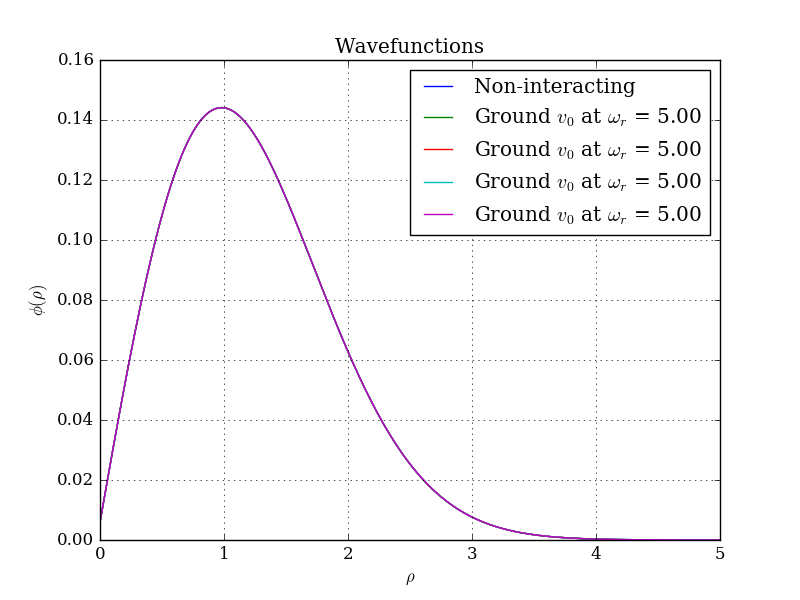 Wavefunctions
0.16
0.14
0.12
0.10
0.08
0.06
0.04
0.02
0.00
ϕ(ρ)
Non-interacting
Ground v₀ at ωᵣ = 5.00
Ground v₀ at ωᵣ = 5.00
Ground v₀ at ωᵣ = 5.00
Ground v₀ at ωᵣ = 5.00
0 1 2 3 4 5
ρ